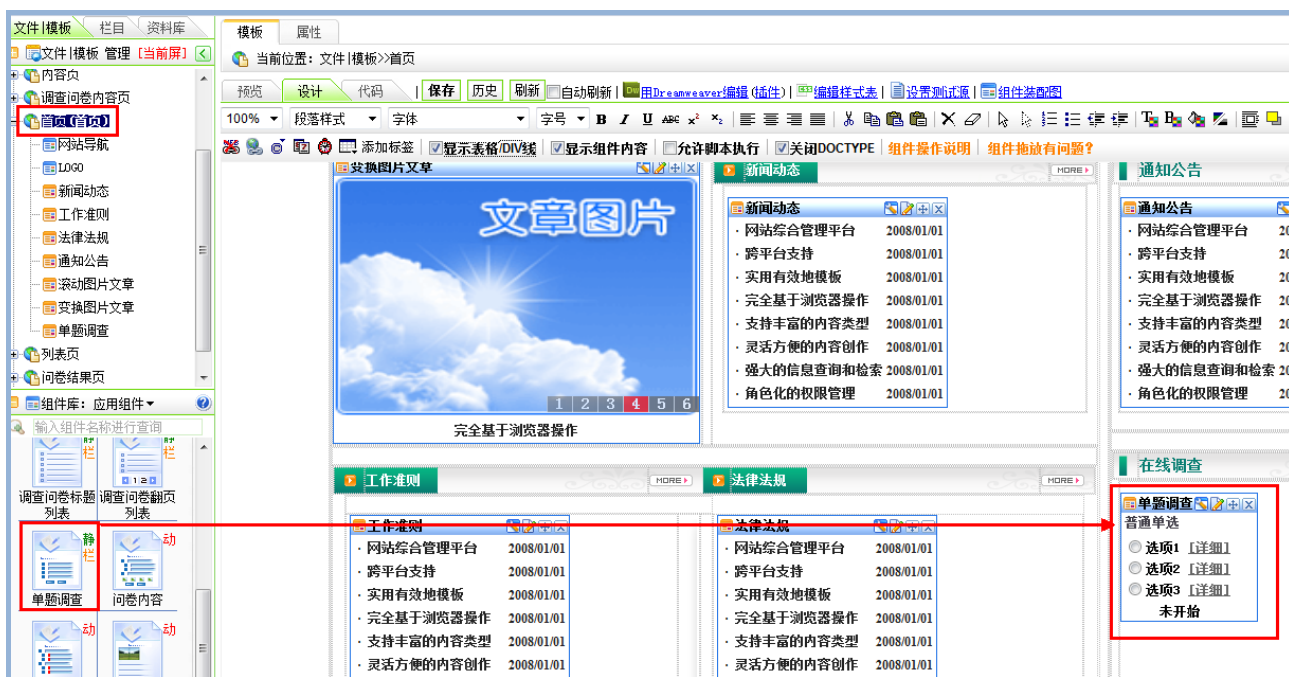 文件|模板 栏目 资料库
文件|模板 管理 [当前屏]
内容页
调查问卷内容页
首页(首页)
网站导航
LOGO
新闻动态
工作准则
法律法规
通知公告
滚动图片文章
变换图片文章
单题调查
列表页
问卷结果页
组件库: 应用组件
输入组件名称进行查询
静 栏
栏
调查问卷标题列表 调查问卷翻页列表
静 栏 动
单题调查 问卷内容
动 动
模板 属性
当前位置: 文件|模板>>首页
预览 设计 代码 | 保存 历史 刷新 自动刷新 | 用Dreamweaver编辑 (插件) | 编辑样式表 | 设置测试源 | 组件装配图
100% 段落样式 字体 字号 B I U ABC x² x₂
添加标签 显示表格/DIV线 显示组件内容 允许脚本执行 关闭DOCTYPE 组件操作说明 组件拖放有问题?
变换图片文章
文章图片
1 2 3 4 5 6
完全基于浏览器操作
新闻动态 MORE
新闻动态
· 网站综合管理平台 2008/01/01
· 跨平台支持 2008/01/01
· 实用有效地模板 2008/01/01
· 完全基于浏览器操作 2008/01/01
· 支持丰富的内容类型 2008/01/01
· 灵活方便的内容创作 2008/01/01
· 强大的信息查询和检索 2008/01/01
· 角色化的权限管理 2008/01/01
通知公告
通知公告
· 网站综合管理平台 20
· 跨平台支持 20
· 实用有效地模板 20
· 完全基于浏览器操作 20
· 支持丰富的内容类型 20
· 灵活方便的内容创作 20
· 强大的信息查询和检索 20
· 角色化的权限管理 20
工作准则 MORE
工作准则
· 网站综合管理平台 2008/01/01
· 跨平台支持 2008/01/01
· 实用有效地模板 2008/01/01
· 完全基于浏览器操作 2008/01/01
· 支持丰富的内容类型 2008/01/01
· 灵活方便的内容创作 2008/01/01
法律法规 MORE
法律法规
· 网站综合管理平台 2008/01/01
· 跨平台支持 2008/01/01
· 实用有效地模板 2008/01/01
· 完全基于浏览器操作 2008/01/01
· 支持丰富的内容类型 2008/01/01
· 灵活方便的内容创作 2008/01/01
在线调查
单题调查
普通单选
选项1 [详细]
选项2 [详细]
选项3 [详细]
未开始